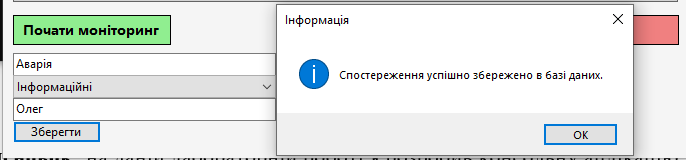 Почати моніторинг
Інформація
Аварія
Інформаційні
Спостереження успішно збережено в базі даних.
Олег
Зберегти
OK